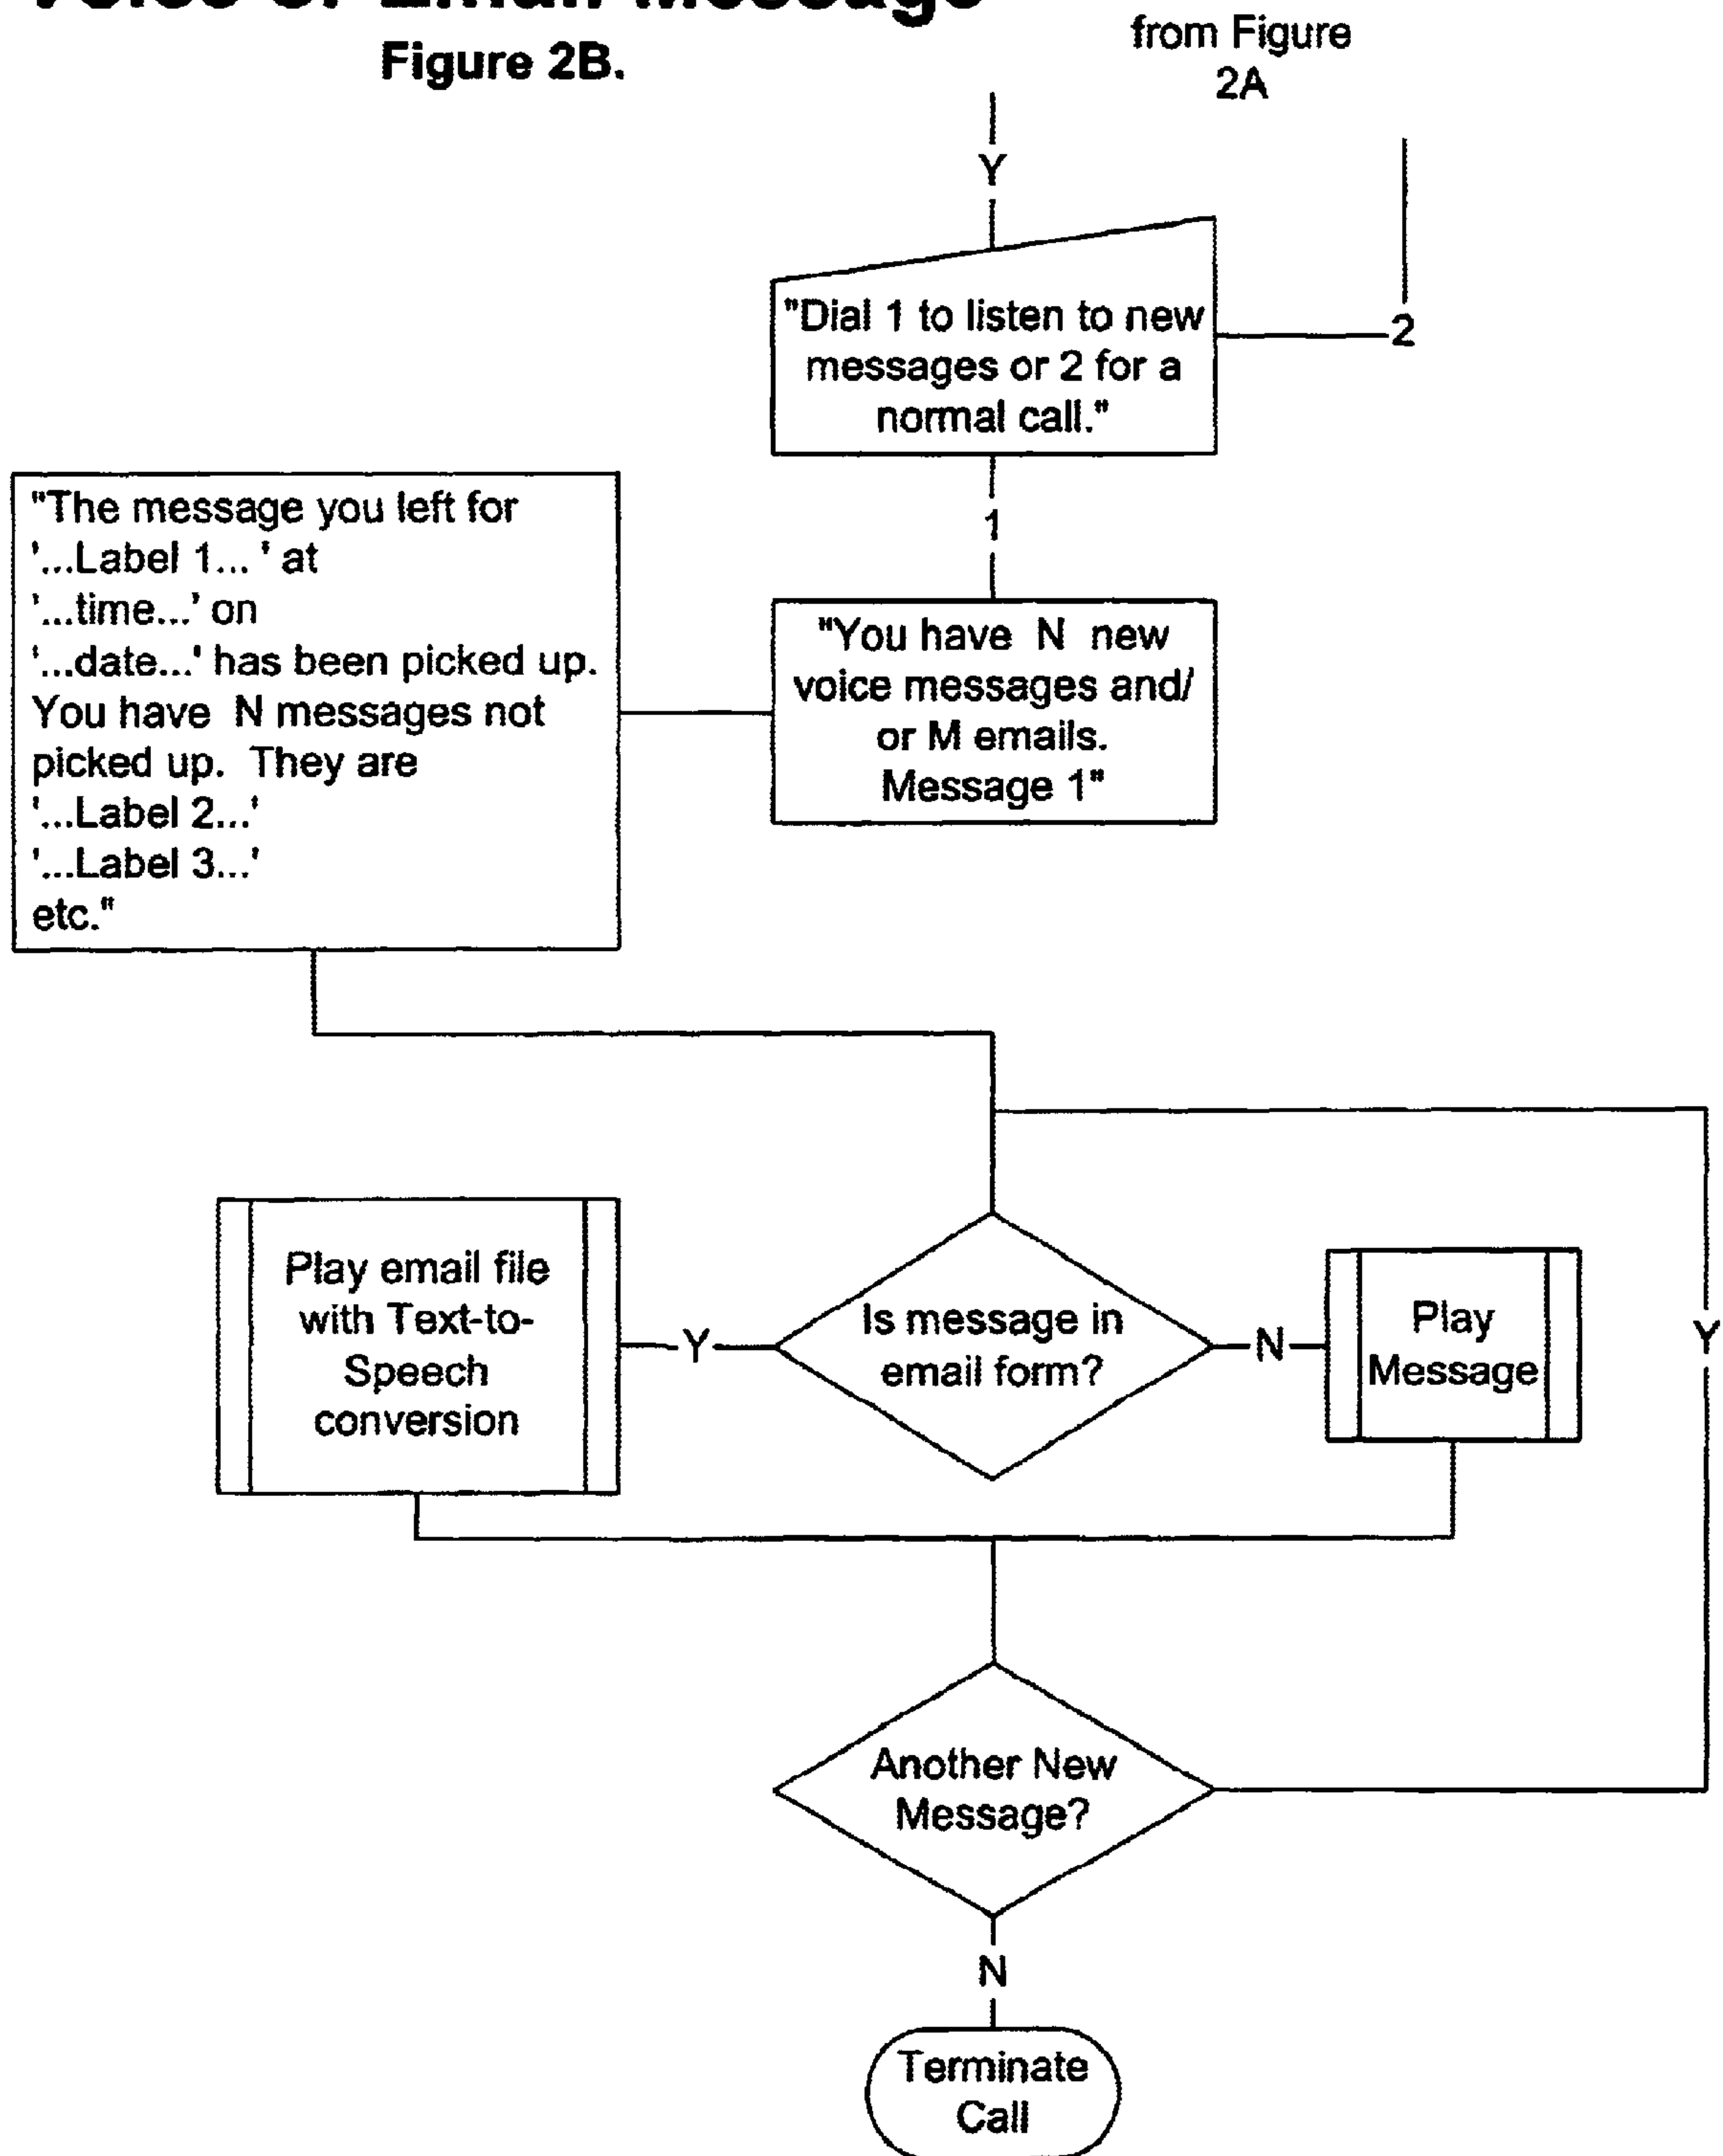 Voice or Email Message
Figure 2B.
from Figure
2A
Y
"Dial 1 to listen to new
messages or 2 for a
normal call."
2
1
"The message you left for
'...Label 1... ' at
'...time...' on
'...date...' has been picked up.
You have N messages not
picked up. They are
'...Label 2...'
'...Label 3...'
etc."
"You have N new
voice messages and/
or M emails.
Message 1"
Play email file
with Text-to-
Speech
conversion
Y
Is message in
email form?
N
Play
Message
Y
Another New
Message?
N
Terminate
Call